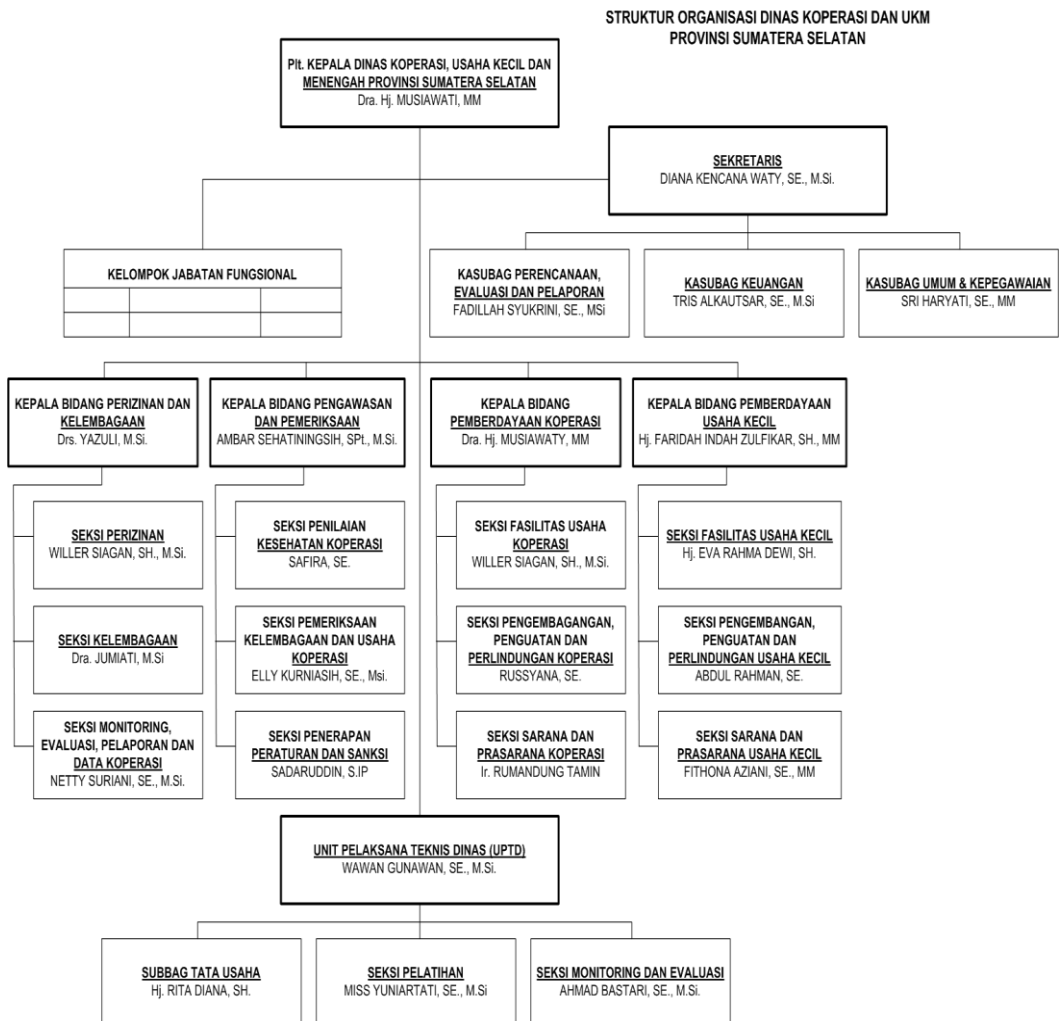 STRUKTUR ORGANISASI DINAS KOPERASI DAN UKM
PROVINSI SUMATERA SELATAN
Plt. KEPALA DINAS KOPERASI, USAHA KECIL DAN
MENENGAH PROVINSI SUMATERA SELATAN
Dra. Hj. MUSIAWATI, MM
SEKRETARIS
DIANA KENCANA WATY, SE., M.Si.
KELOMPOK JABATAN FUNGSIONAL
KASUBAG PERENCANAAN,
EVALUASI DAN PELAPORAN
FADILLAH SYUKRINI, SE., MSi
KASUBAG KEUANGAN
TRIS ALKAUTSAR, SE., M.Si
KASUBAG UMUM & KEPEGAWAIAN
SRI HARYATI, SE., MM
KEPALA BIDANG PERIZINAN DAN
KELEMBAGAAN
Drs. YAZULI, M.Si.
KEPALA BIDANG PENGAWASAN
DAN PEMERIKSAAN
AMBAR SEHATININGSIH, SPt., M.Si.
KEPALA BIDANG
PEMBERDAYAAN KOPERASI
Dra. Hj. MUSIAWATY, MM
KEPALA BIDANG PEMBERDAYAAN
USAHA KECIL
Hj. FARIDAH INDAH ZULFIKAR, SH., MM
SEKSI PERIZINAN
WILLER SIAGAN, SH., M.Si.
SEKSI PENILAIAN
KESEHATAN KOPERASI
SAFIRA, SE.
SEKSI FASILITAS USAHA
KOPERASI
WILLER SIAGAN, SH., M.Si.
SEKSI FASILITAS USAHA KECIL
Hj. EVA RAHMA DEWI, SH.
SEKSI KELEMBAGAAN
Dra. JUMIATI, M.Si
SEKSI PEMERIKSAAN
KELEMBAGAAN DAN USAHA
KOPERASI
ELLY KURNIASIH, SE., Msi.
SEKSI PENGEMBAGANGAN,
PENGUATAN DAN
PERLINDUNGAN KOPERASI
RUSSYANA, SE.
SEKSI PENGEMBANGAN,
PENGUATAN DAN
PERLINDUNGAN USAHA KECIL
ABDUL RAHMAN, SE.
SEKSI MONITORING,
EVALUASI, PELAPORAN DAN
DATA KOPERASI
NETTY SURIANI, SE., M.Si.
SEKSI PENERAPAN
PERATURAN DAN SANKSI
SADARUDDIN, S.IP
SEKSI SARANA DAN
PRASARANA KOPERASI
Ir. RUMANDUNG TAMIN
SEKSI SARANA DAN
PRASARANA USAHA KECIL
FITHONA AZIANI, SE., MM
UNIT PELAKSANA TEKNIS DINAS (UPTD)
WAWAN GUNAWAN, SE., M.Si.
SUBBAG TATA USAHA
Hj. RITA DIANA, SH.
SEKSI PELATIHAN
MISS YUNIARTATI, SE., M.Si
SEKSI MONITORING DAN EVALUASI
AHMAD BASTARI, SE., M.Si.